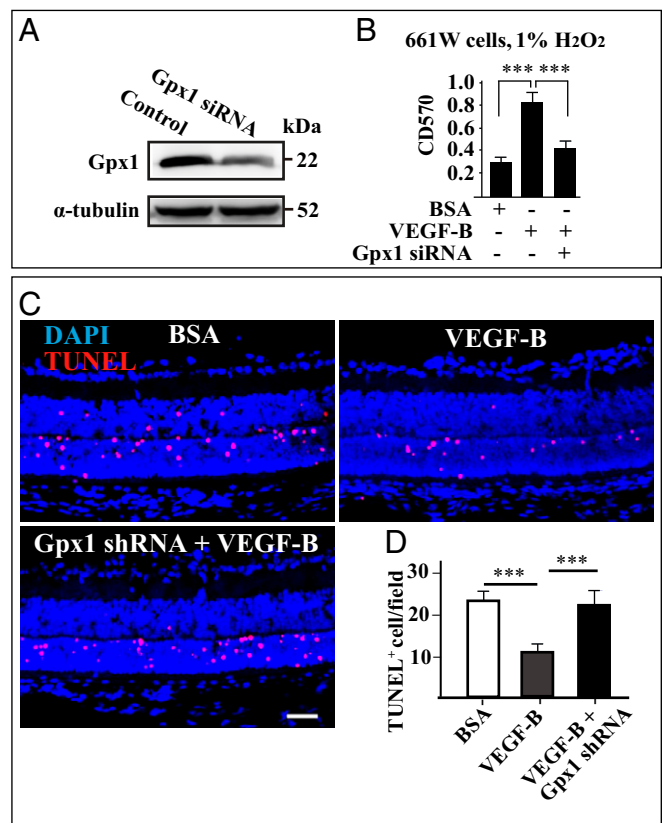 A
Control
Gpx1 siRNA
kDa
Gpx1
22
α-tubulin
52
B
661W cells, 1% H2O2
*** ***
CD570
1.0
0.8
0.6
0.4
0.2
BSA + - -
VEGF-B - + +
Gpx1 siRNA - - +
C
DAPI
TUNEL
BSA
VEGF-B
Gpx1 shRNA + VEGF-B
D
*** ***
TUNEL+ cell/field
20
10
BSA
VEGF-B
VEGF-B +
Gpx1 shRNA